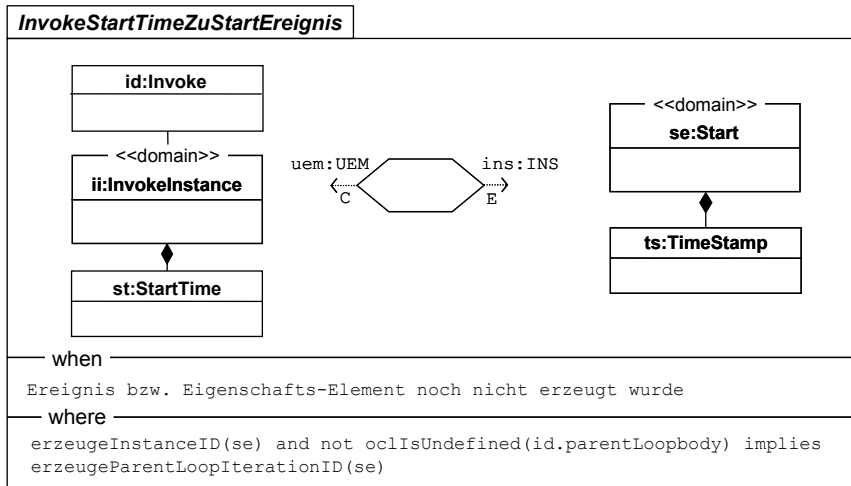 InvokeStartTimeZuStartEreignis
id:Invoke
<<domain>>
ii:InvokeInstance
st:StartTime
uem:UEM
ins:INS
C
E
<<domain>>
se:Start
ts:TimeStamp
when
Ereignis bzw. Eigenschafts-Element noch nicht erzeugt wurde
where
erzeugeInstanceID(se) and not oclIsUndefined(id.parentLoopbody) implies
erzeugeParentLoopIterationID(se)